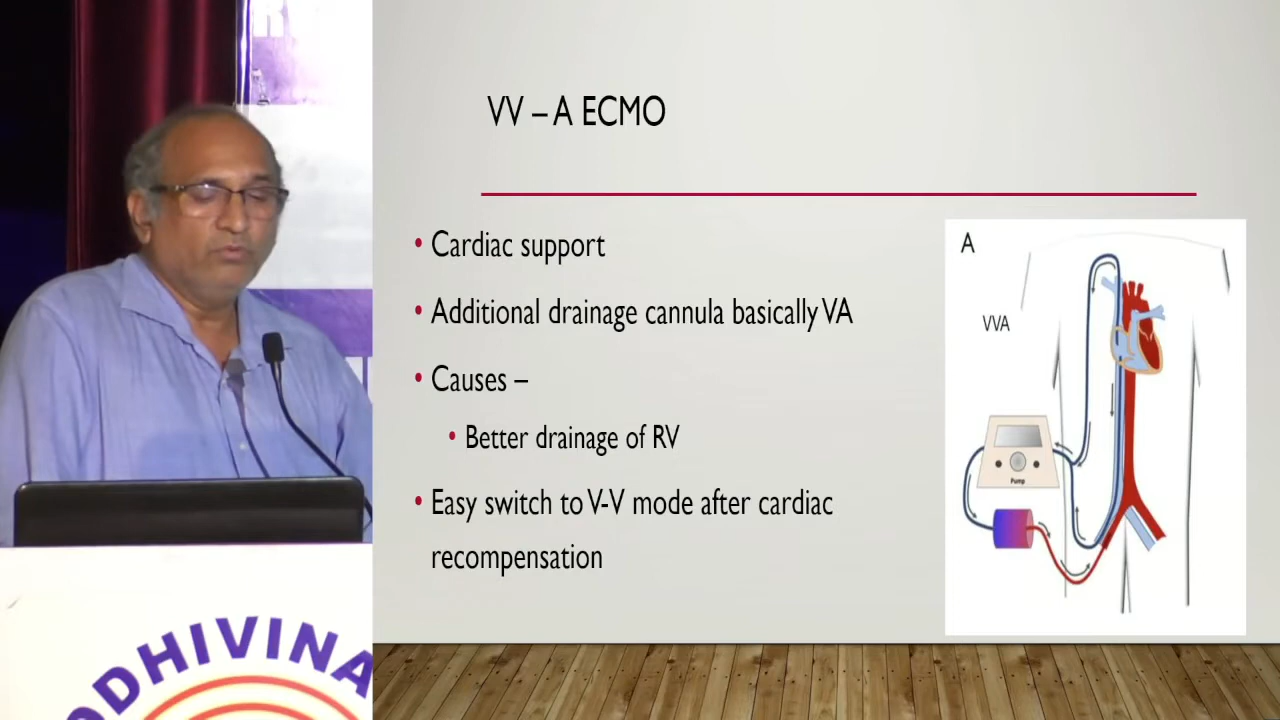 VV – A ECMO
• Cardiac support
• Additional drainage cannula basically VA
• Causes –
• Better drainage of RV
• Easy switch to V-V mode after cardiac
recompensation
A
VVA
Pump
ODHIVINA